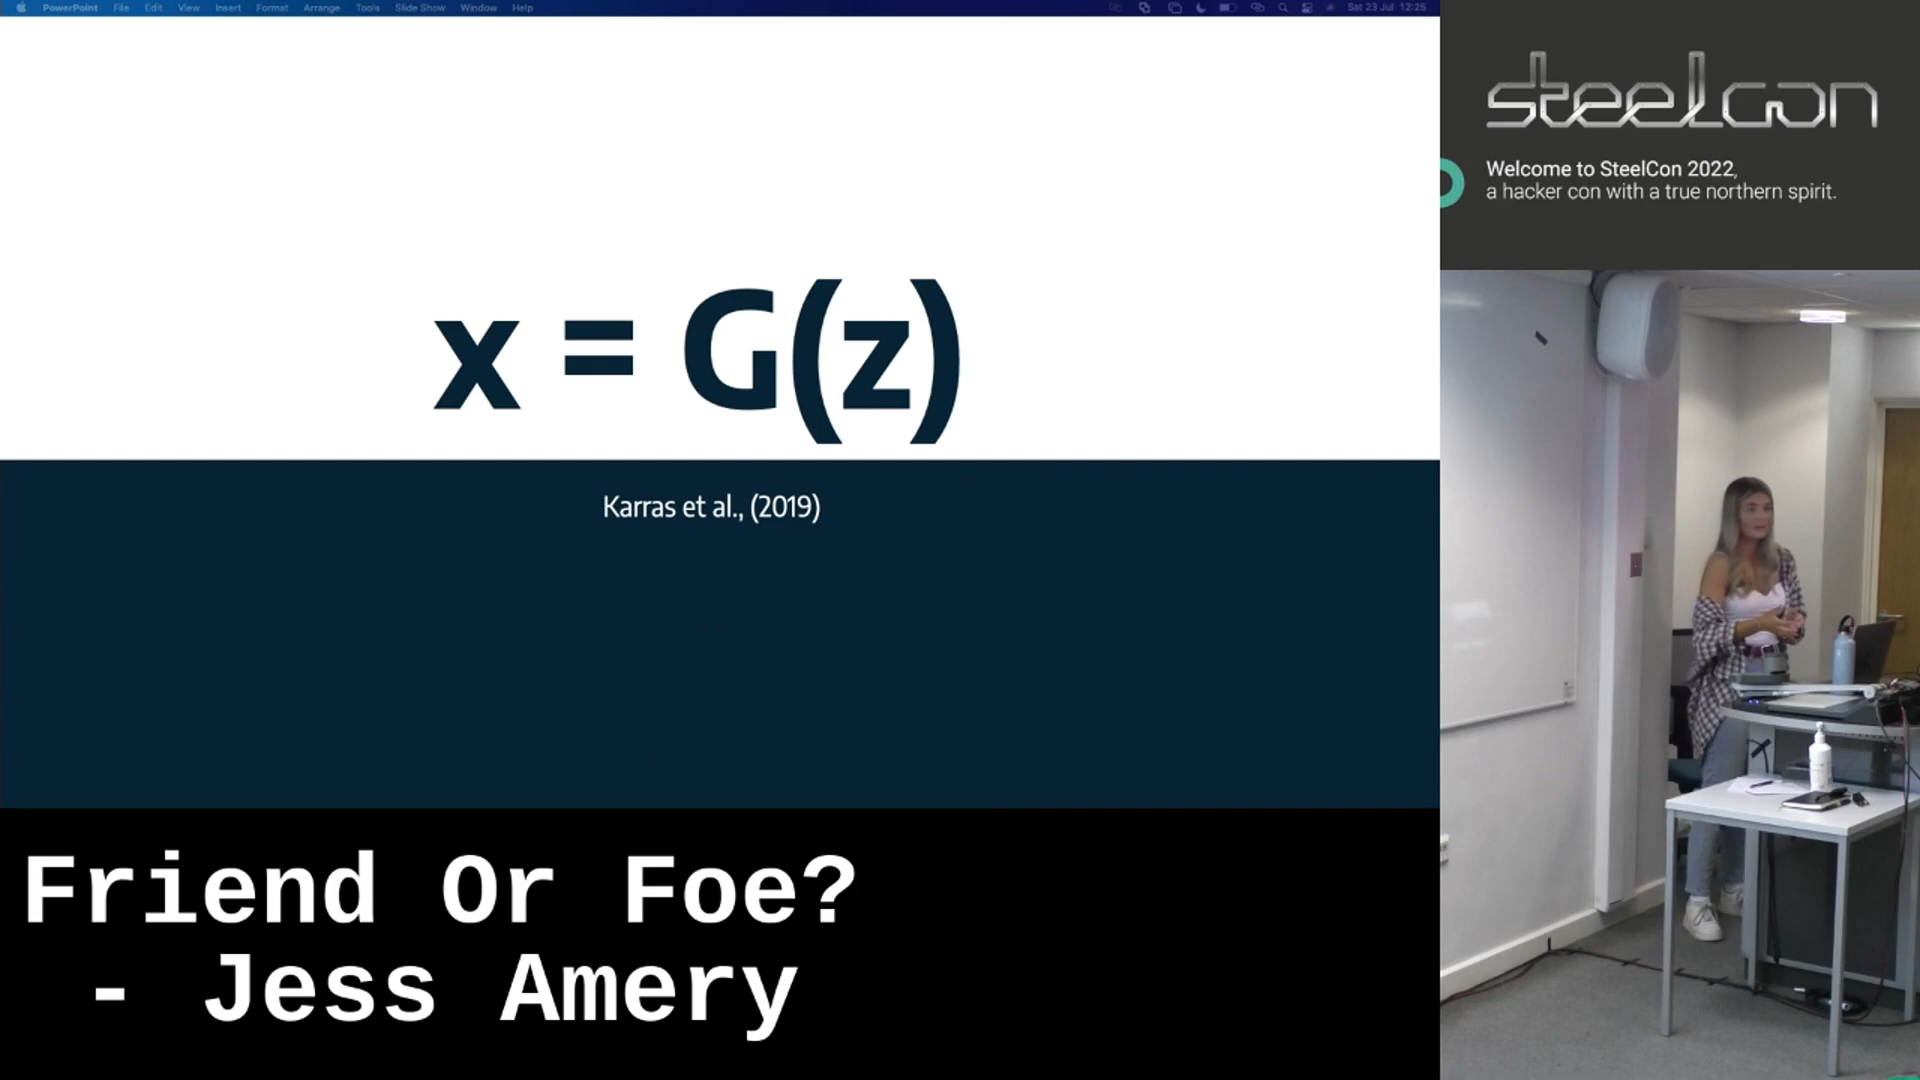 PowerPoint File Edit View Insert Format Arrange Tools Slide Show Window Help Sat 23 Jul 12:25
x = G(z)
Karras et al., (2019)
Friend Or Foe?
- Jess Amery
steelcon
Welcome to SteelCon 2022,
a hacker con with a true northern spirit.